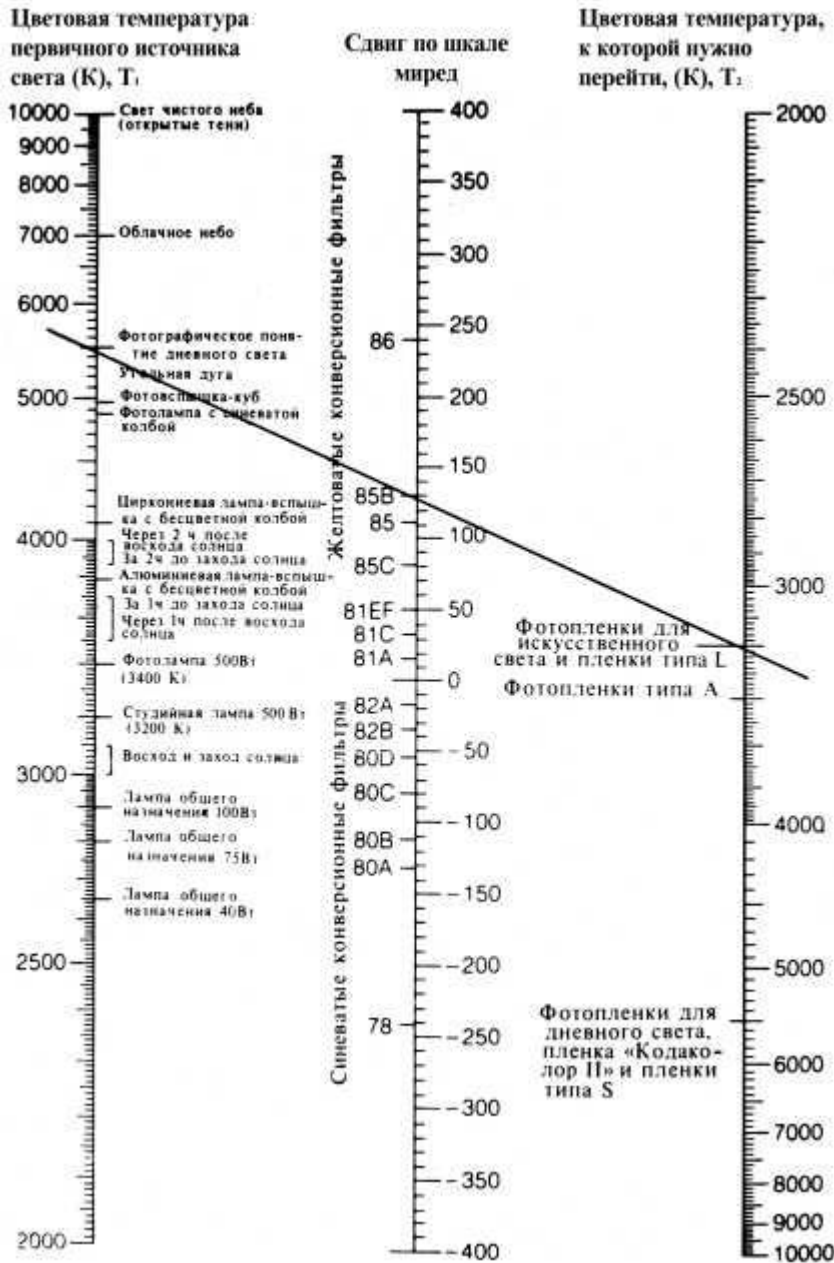 Цветовая температура
первичного источника
света (К), Т₁
Сдвиг по шкале
миред
Цветовая температура,
к которой нужно
перейти, (К), Т₂
10000
9000
8000
7000
6000
5000
4000
3000
2500
2000
Свет чистого неба
(открытые тени)
Облачное небо
Фотографическое поня-
тие дневного света
Угольная дуга
Фотовспышка-куб
Фотолампа с синеватой
колбой
Циркониевая лампа-вспыш-
ка с бесцветной колбой
Через 2 ч после
восхода солнца
За 2ч до захода солнца
Алюминиевая лампа-вспыш-
ка с бесцветной колбой
За 1ч до захода солнца
Через 1ч после восхода
солнца
Фотолампа 500Вт
(3400 К)
Студийная лампа 500 Вт
(3200 К)
Восход и заход солнца
Лампа общего
назначения 100Вт
Лампа общего
назначения 75Вт
Лампа общего
назначения 40Вт
Желтоватые конверсионные фильтры
Синеватые конверсионные фильтры
86
85B
85
85C
81EF
81C
81A
82A
82B
80D
80C
80B
80A
78
400
350
300
250
200
150
100
50
0
-50
-100
-150
-200
-250
-300
-350
-400
Фотопленки для
искусственного
света и пленки типа L
Фотопленки типа А
Фотопленки для
дневного света,
пленка «Кодако-
лор II» и пленки
типа S
2000
2500
3000
4000
5000
6000
7000
8000
9000
10000